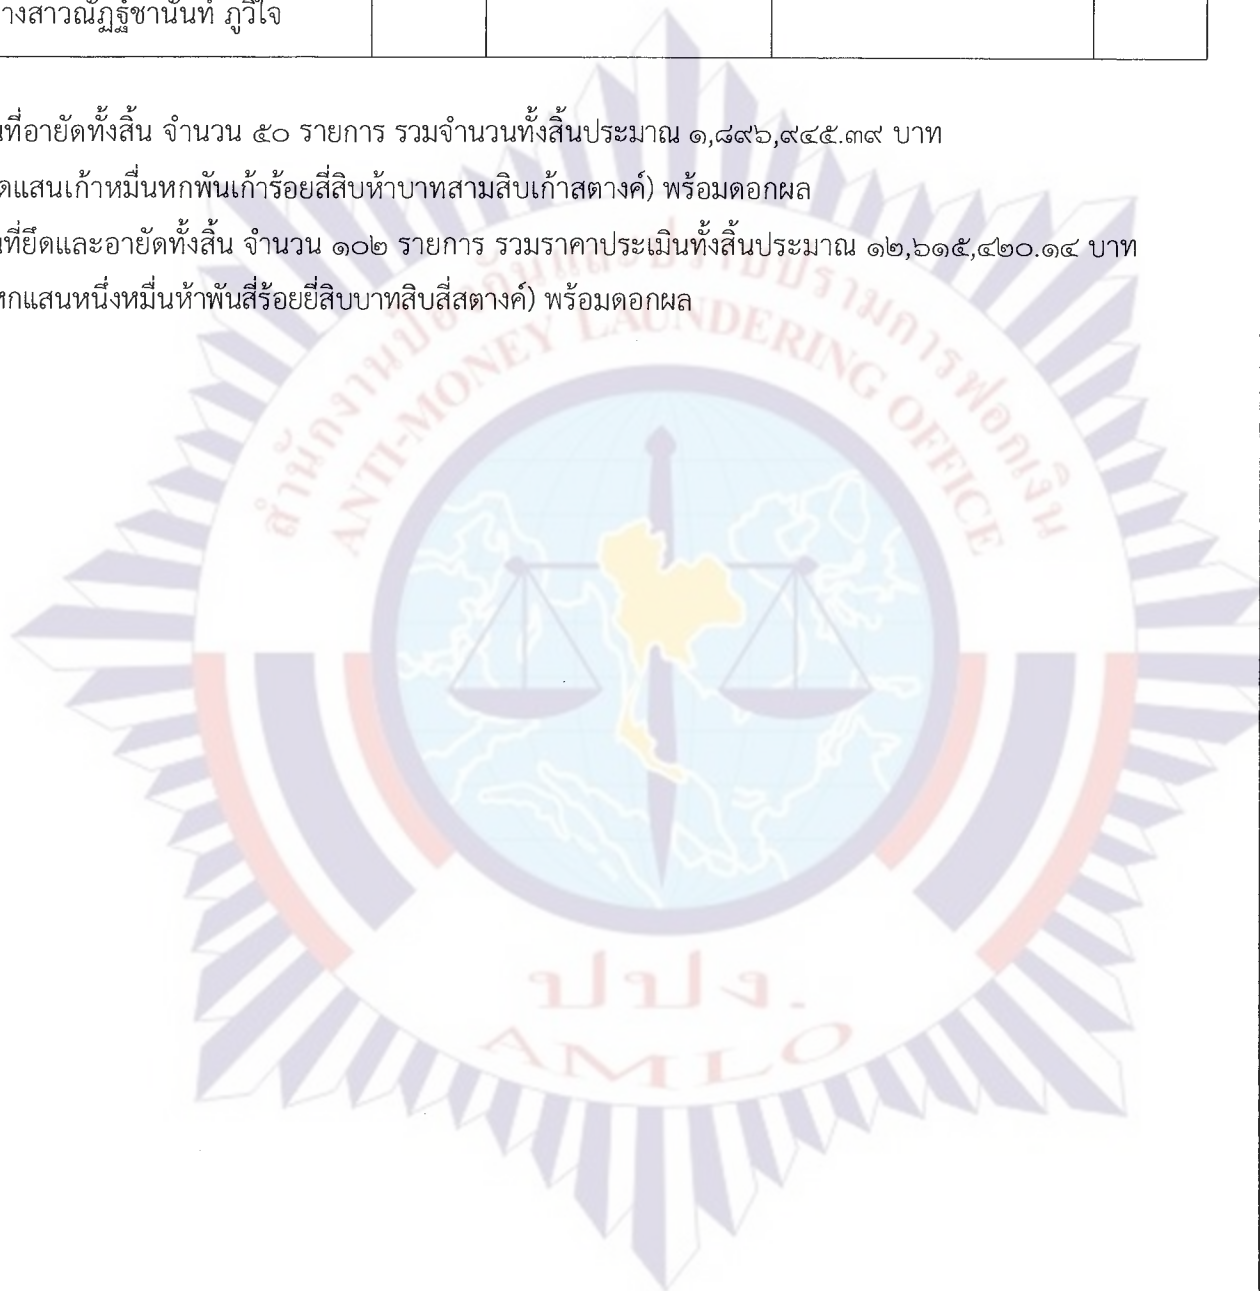 างสาวณัฏฐ์ชานันท์ ภูวิใจ
นที่อายัดทั้งสิ้น จำนวน ๕๐ รายการ รวมจำนวนทั้งสิ้นประมาณ ๑,๘๙๖,๙๔๕.๓๙ บาท
ดแสนเก้าหมื่นหกพันเก้าร้อยสี่สิบห้าบาทสามสิบเก้าสตางค์) พร้อมดอกผล
นที่ยึดและอายัดทั้งสิ้น จำนวน ๑๐๒ รายการ รวมราคาประเมินทั้งสิ้นประมาณ ๑๒,๖๑๕,๔๒๐.๑๔ บาท
หกแสนหนึ่งหมื่นห้าพันสี่ร้อยยี่สิบบาทสิบสี่สตางค์) พร้อมดอกผล
สำนักงานป้องกันและปราบปรามการฟอกเงิน
ANTI-MONEY LAUNDERING OFFICE
ปปง.
AMLO